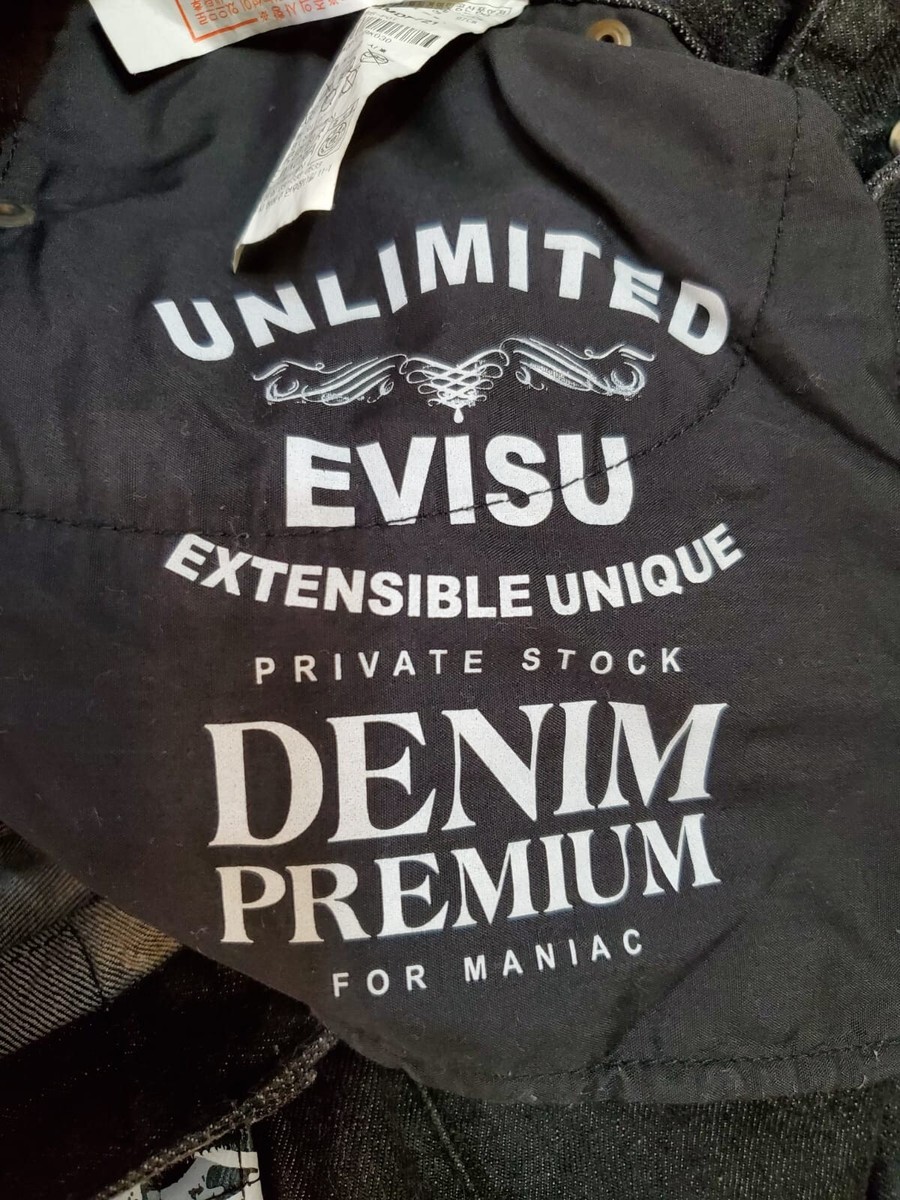 UNLIMITED
EVISU
EXTENSIBLE UNIQUE
PRIVATE STOCK
DENIM
PREMIUM
FOR MANIAC